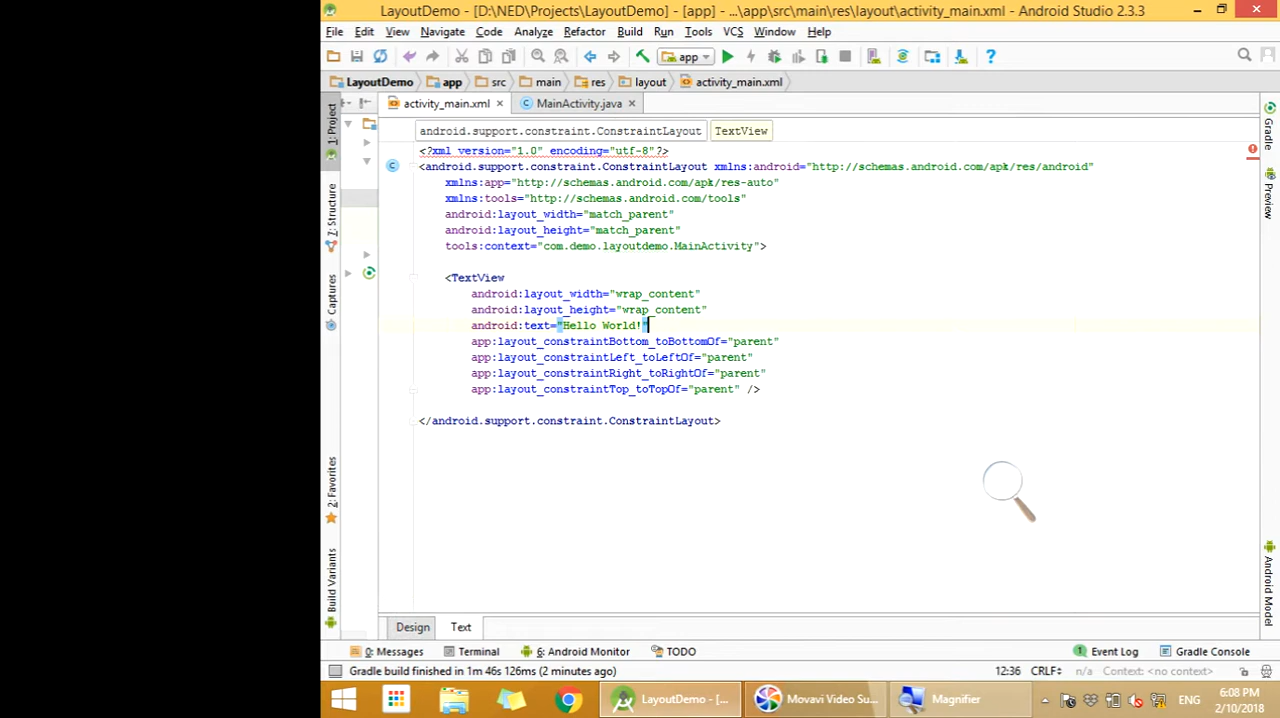 LayoutDemo - [D:\NED\Projects\LayoutDemo] - [app] - ...\app\src\main\res\layout\activity_main.xml - Android Studio 2.3.3
File Edit View Navigate Code Analyze Refactor Build Run Tools VCS Window Help
app
LayoutDemo app src main res layout activity_main.xml
activity_main.xml MainActivity.java
android.support.constraint.ConstraintLayout TextView
<?xml version="1.0" encoding="utf-8"?>
<android.support.constraint.ConstraintLayout xmlns:android="http://schemas.android.com/apk/res/android"
xmlns:app="http://schemas.android.com/apk/res-auto"
xmlns:tools="http://schemas.android.com/tools"
android:layout_width="match_parent"
android:layout_height="match_parent"
tools:context="com.demo.layoutdemo.MainActivity">
<TextView
android:layout_width="wrap_content"
android:layout_height="wrap_content"
android:text="Hello World!"
app:layout_constraintBottom_toBottomOf="parent"
app:layout_constraintLeft_toLeftOf="parent"
app:layout_constraintRight_toRightOf="parent"
app:layout_constraintTop_toTopOf="parent" />
</android.support.constraint.ConstraintLayout>
1: Project
7: Structure
Captures
2: Favorites
Build Variants
Gradle
Preview
Android Model
Design Text
0: Messages Terminal 6: Android Monitor TODO 1 Event Log Gradle Console
Gradle build finished in 1m 46s 126ms (2 minutes ago) 12:36 CRLF n/a Context: <no context>
LayoutDemo - [... Movavi Video Su... Magnifier ENG 6:08 PM
2/10/2018